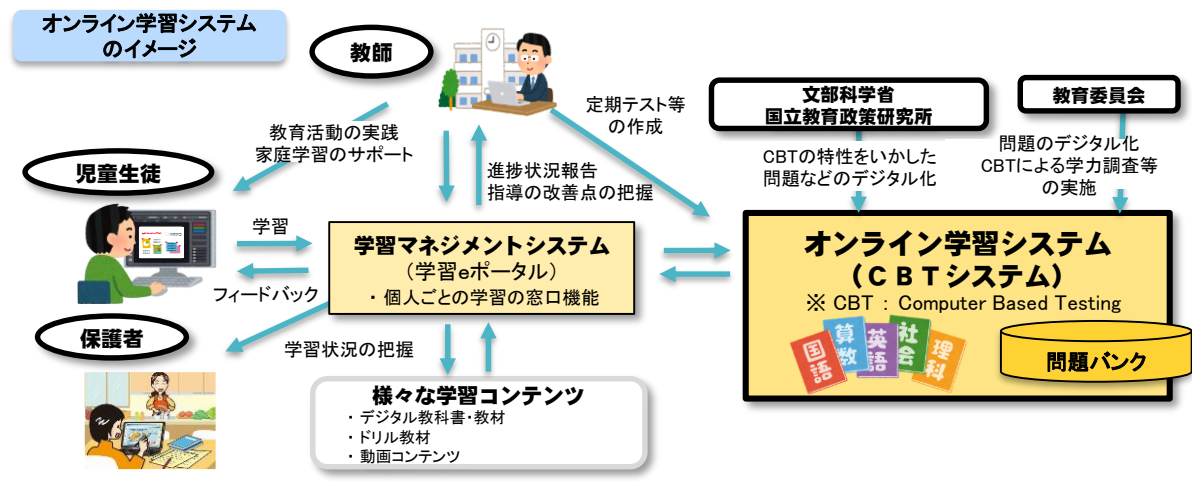 オンライン学習システム
のイメージ
教師
定期テスト等
の作成
文部科学省
国立教育政策研究所
教育委員会
教育活動の実践
家庭学習のサポート
進捗状況報告
指導の改善点の把握
CBTの特性をいかした
問題などのデジタル化
問題のデジタル化
CBTによる学力調査等
の実施
児童生徒
学習
フィードバック
学習マネジメントシステム
(学習eポータル)
・個人ごとの学習の窓口機能
オンライン学習システム
(CBTシステム)
※ CBT : Computer Based Testing
国語
算数
英語
社会
理科
問題バンク
保護者
学習状況の把握
様々な学習コンテンツ
・デジタル教科書・教材
・ドリル教材
・動画コンテンツ